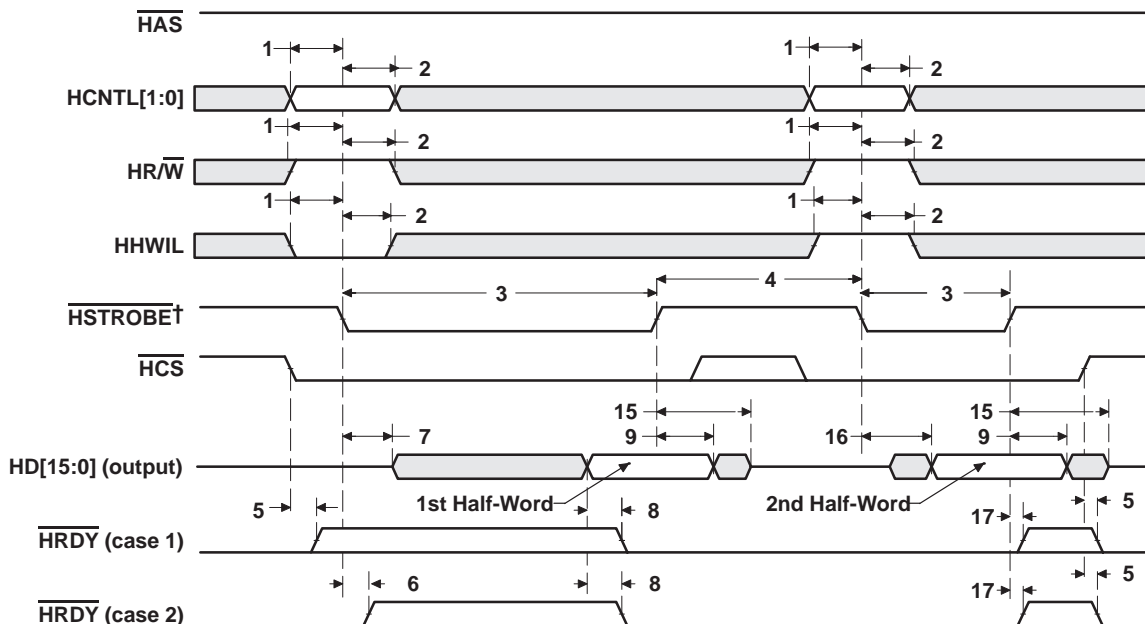 HAS
1
2
1
2
HCNTL[1:0]
1
2
1
2
HR/W
1
2
1
2
HHWIL
3
4
3
HSTROBE†
HCS
15
15
7
9
16
9
HD[15:0] (output)
1st Half-Word
2nd Half-Word
5
8
17
5
HRDY (case 1)
6
8
17
5
HRDY (case 2)